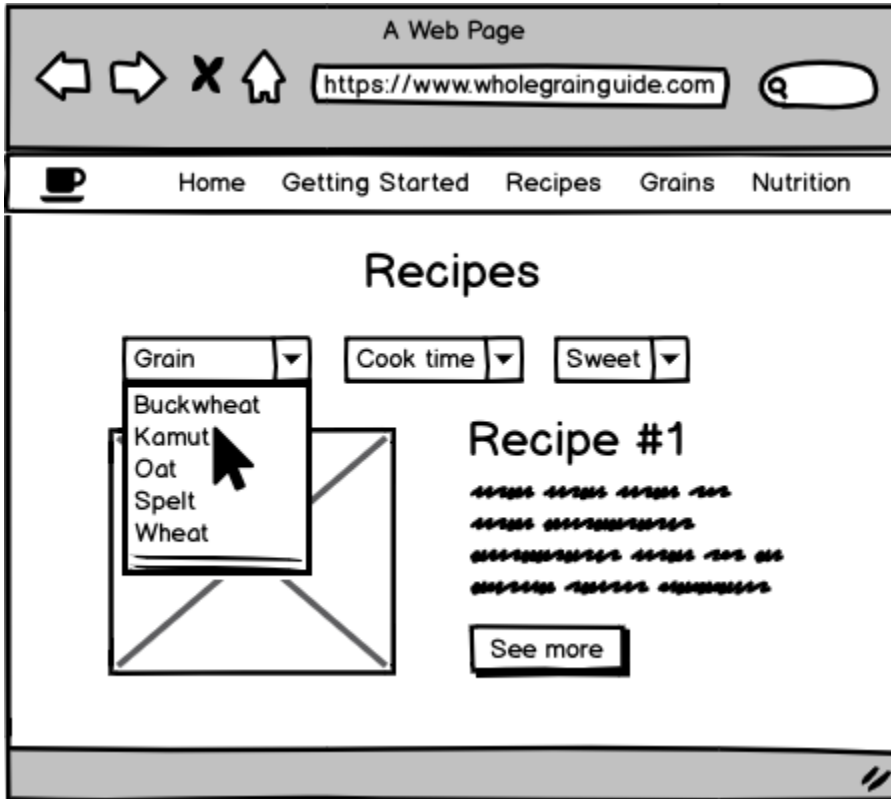 A Web Page
https://www.wholegrainguide.com
Home Getting Started Recipes Grains Nutrition
Recipes
Grain Cook time Sweet
Buckwheat
Kamut
Oat
Spelt
Wheat
Recipe #1
See more